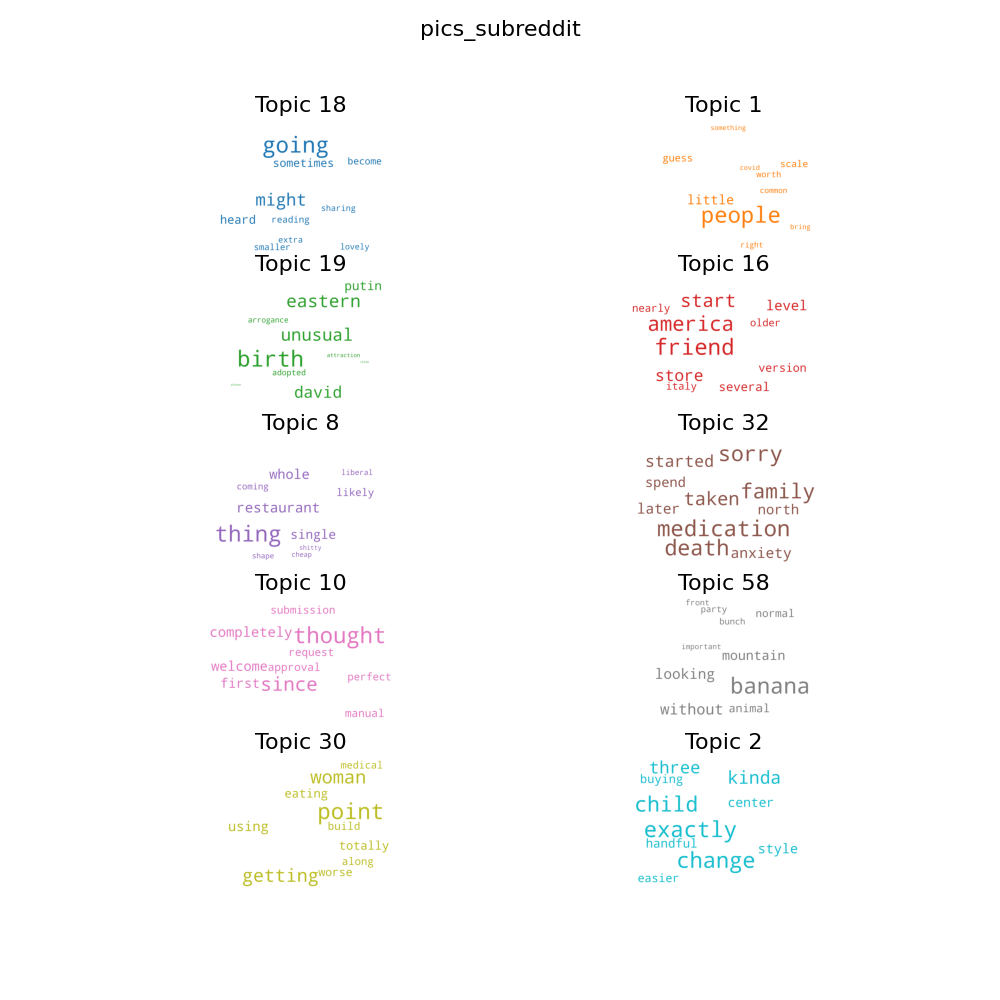 pics_subreddit
Topic 18
going
sometimes become
might
sharing
heard reading
extra
smaller lovely
Topic 1
something
guess
covid scale
worth
common
little
people
bring
right
Topic 19
putin
eastern
arrogance
unusual
birth attraction
adopted
david
Topic 16
nearly start level
america older
friend
store version
italy several
Topic 8
whole liberal
coming likely
restaurant
thing single
shitty
shape cheap
Topic 32
started sorry
spend
taken family
later north
medication
death anxiety
Topic 10
submission
completely thought
request
welcome approval
first since perfect
manual
Topic 58
front
party normal
bunch
important
mountain
looking
banana
without animal
Topic 30
medical
woman
eating
point
using build
totally
along
getting worse
Topic 2
three
buying kinda
child center
exactly
handful
change style
easier